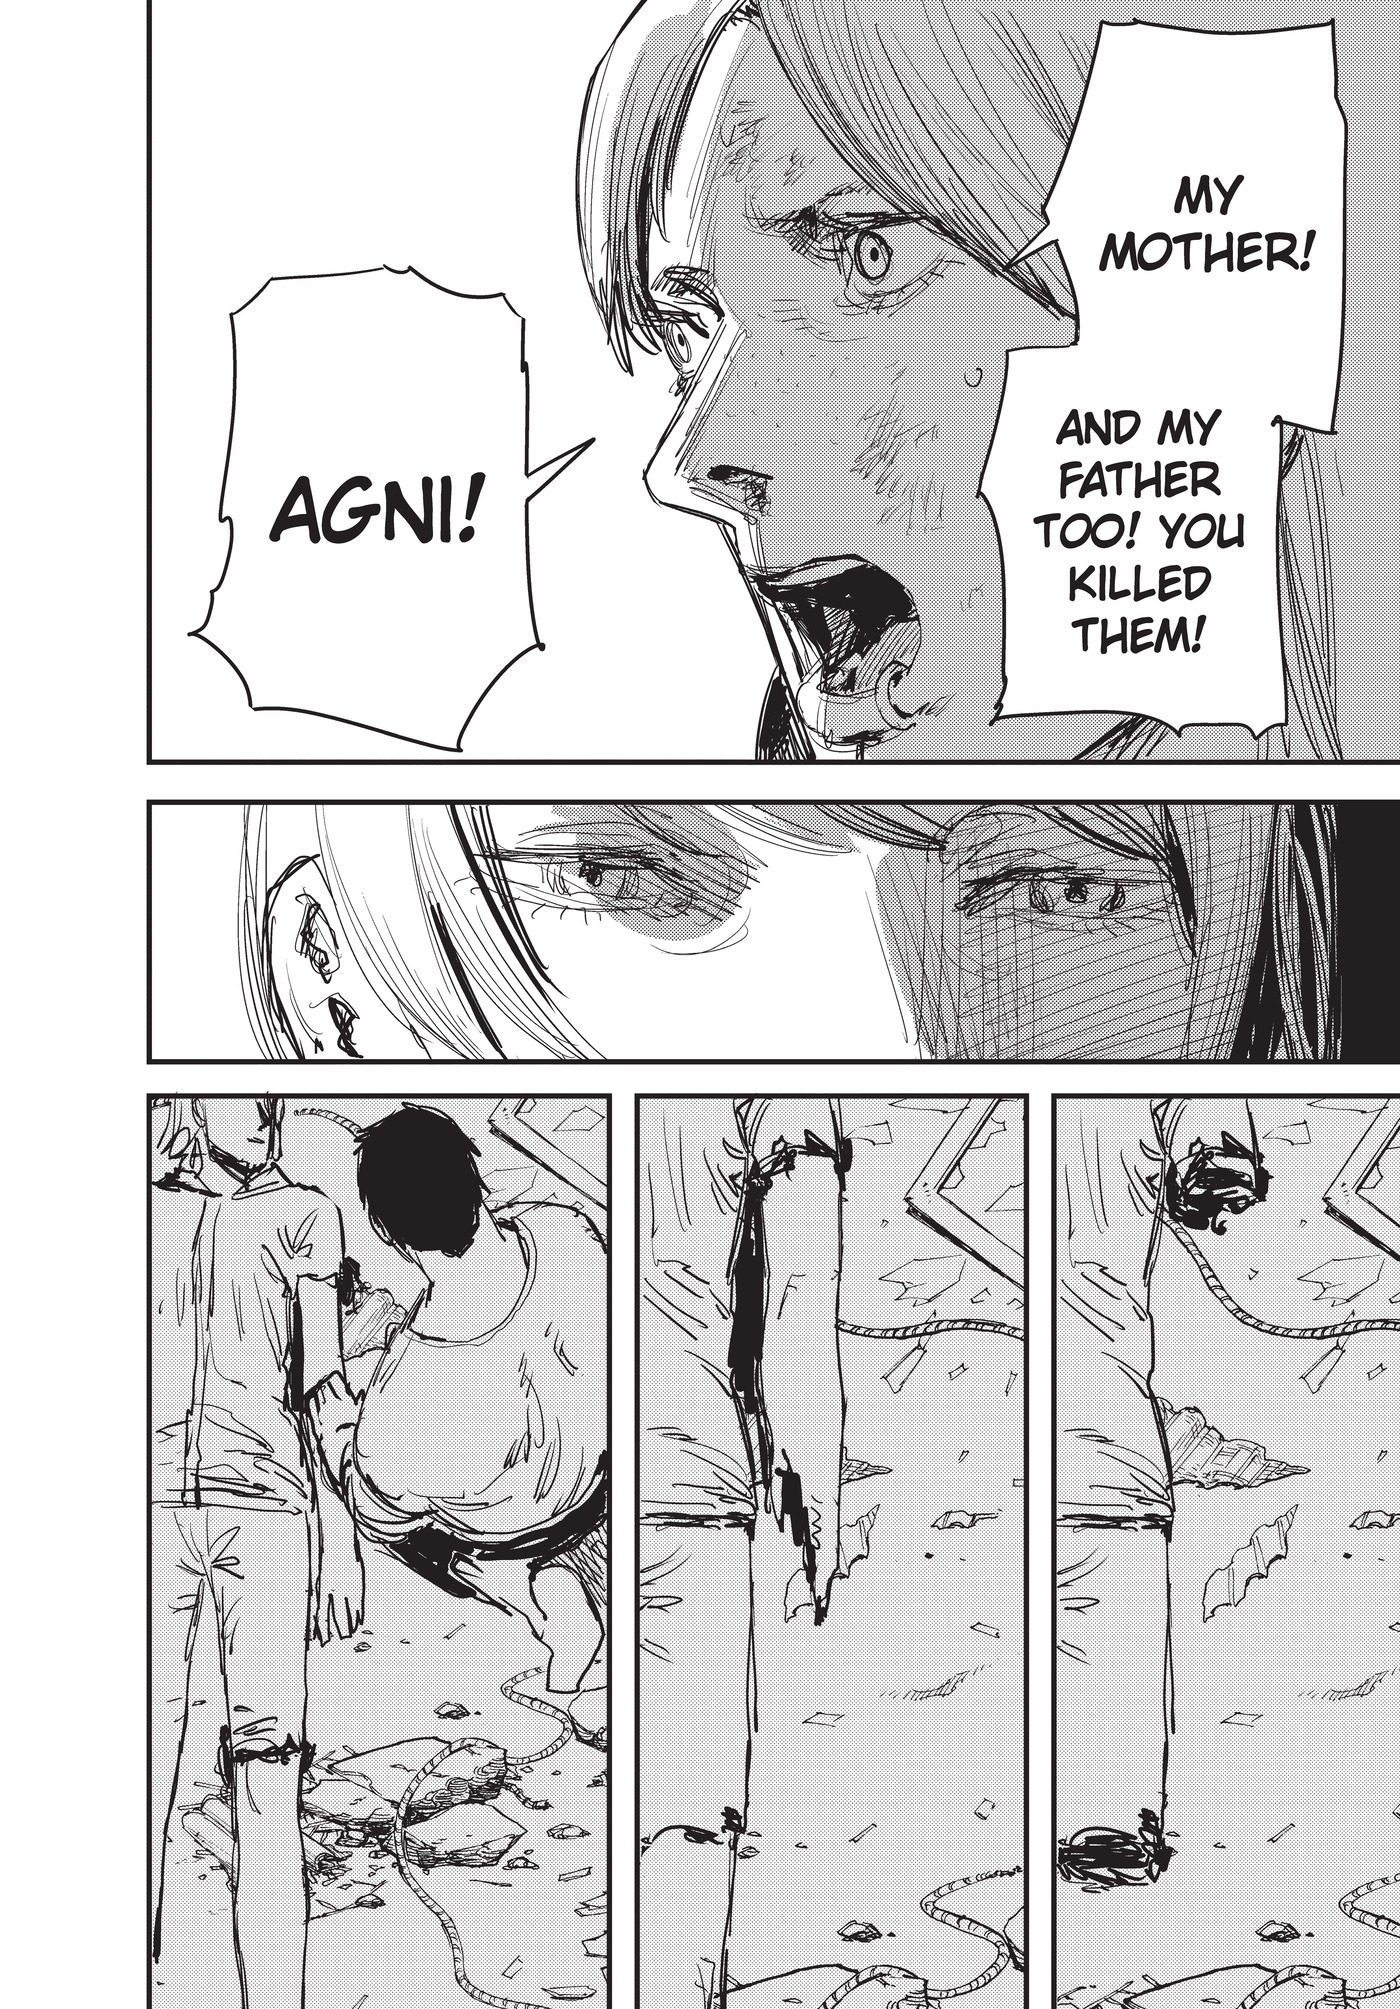 MY
MOTHER!
AND MY
FATHER
TOO! YOU
KILLED
THEM!
AGNI!